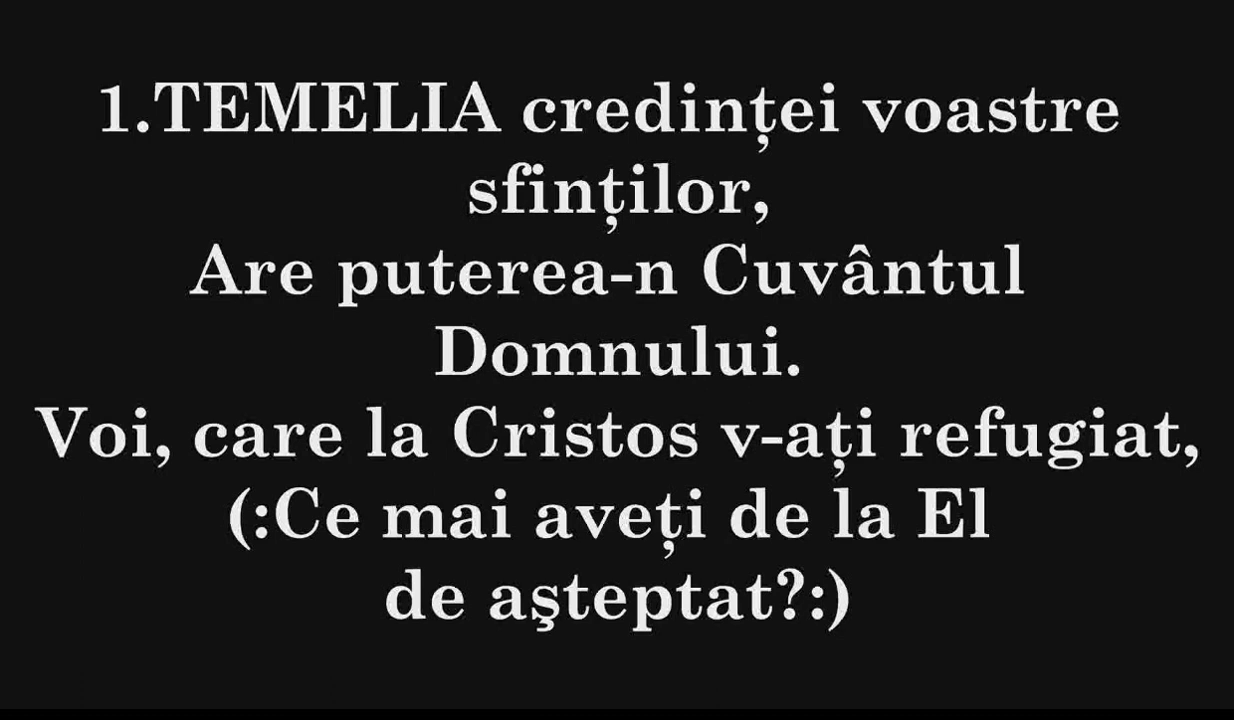 1.TEMELIA credinței voastre
sfinților,
Are puterea-n Cuvântul
Domnului.
Voi, care la Cristos v-ați refugiat,
(:Ce mai aveți de la El
de aşteptat?:)